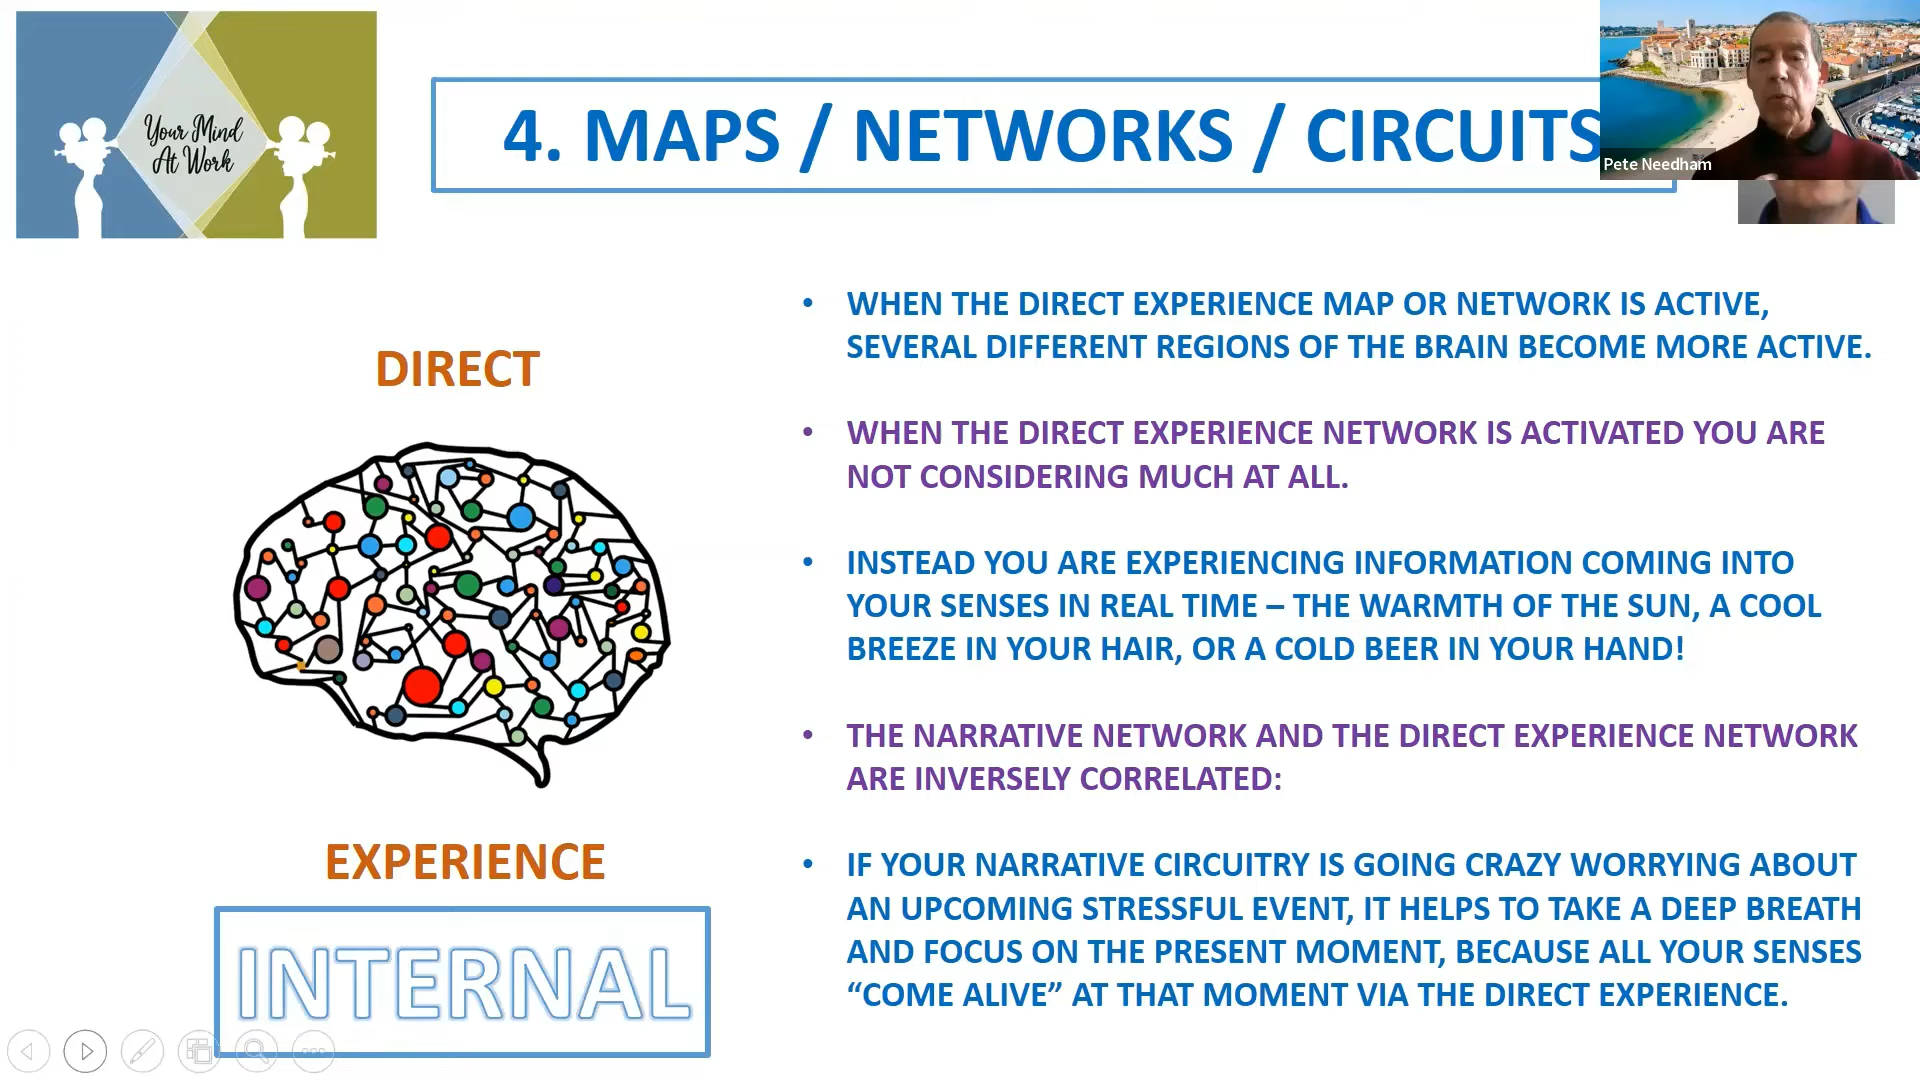 Your Mind
At Work
4. MAPS / NETWORKS / CIRCUITS
Pete Needham
DIRECT
EXPERIENCE
INTERNAL
• WHEN THE DIRECT EXPERIENCE MAP OR NETWORK IS ACTIVE,
SEVERAL DIFFERENT REGIONS OF THE BRAIN BECOME MORE ACTIVE.
• WHEN THE DIRECT EXPERIENCE NETWORK IS ACTIVATED YOU ARE
NOT CONSIDERING MUCH AT ALL.
• INSTEAD YOU ARE EXPERIENCING INFORMATION COMING INTO
YOUR SENSES IN REAL TIME – THE WARMTH OF THE SUN, A COOL
BREEZE IN YOUR HAIR, OR A COLD BEER IN YOUR HAND!
• THE NARRATIVE NETWORK AND THE DIRECT EXPERIENCE NETWORK
ARE INVERSELY CORRELATED:
• IF YOUR NARRATIVE CIRCUITRY IS GOING CRAZY WORRYING ABOUT
AN UPCOMING STRESSFUL EVENT, IT HELPS TO TAKE A DEEP BREATH
AND FOCUS ON THE PRESENT MOMENT, BECAUSE ALL YOUR SENSES
“COME ALIVE” AT THAT MOMENT VIA THE DIRECT EXPERIENCE.